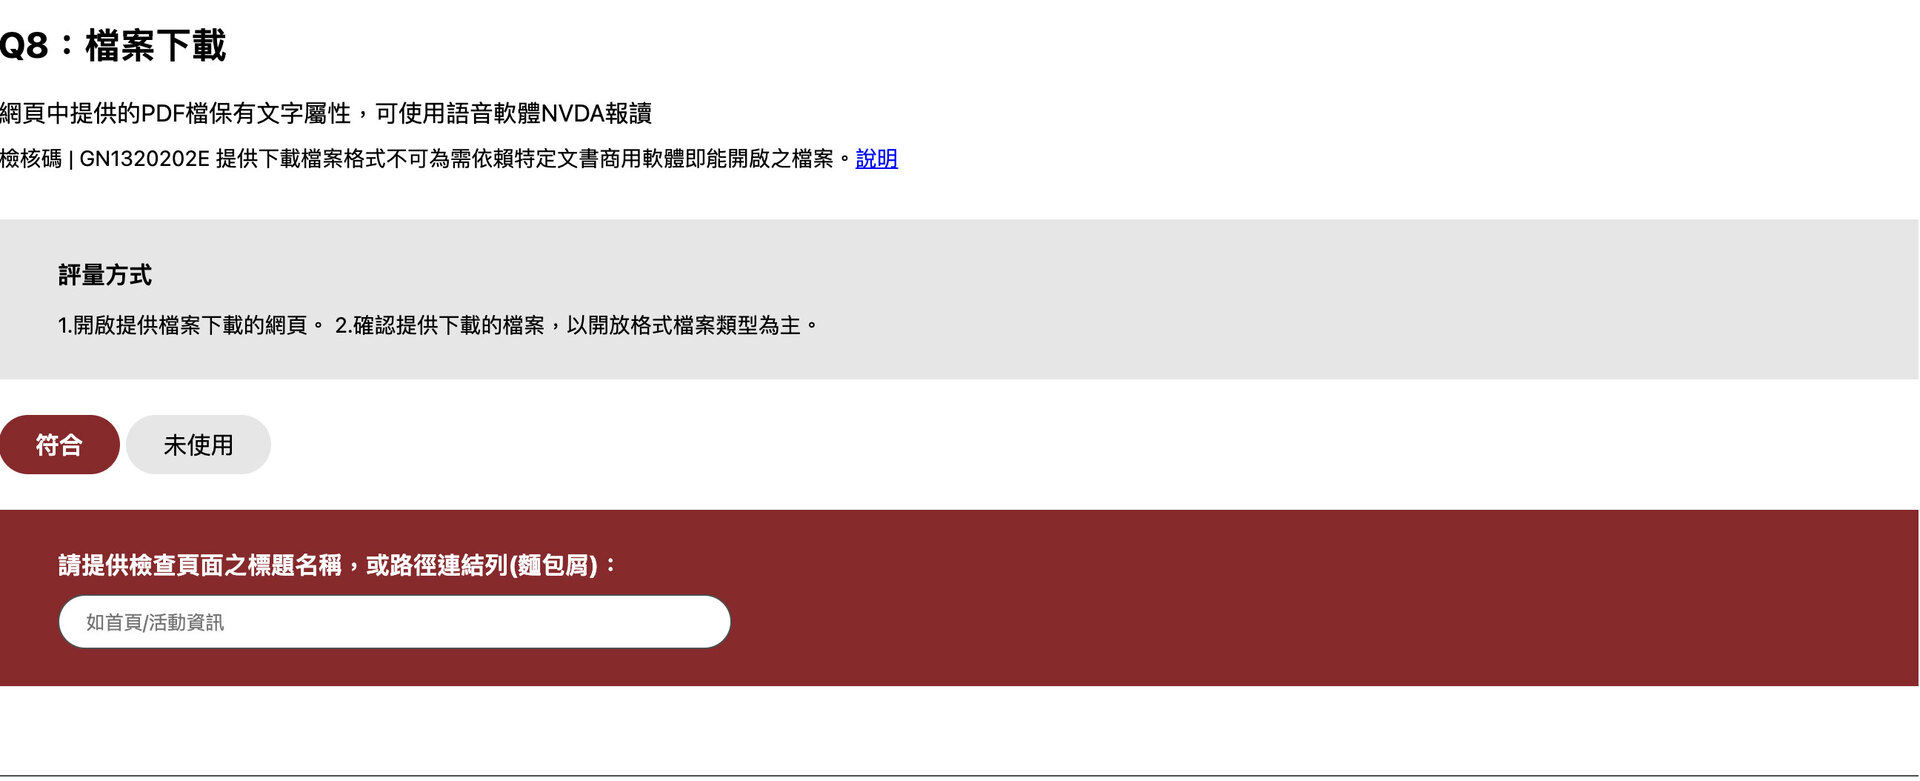 Q8：檔案下載
網頁中提供的PDF檔保有文字屬性，可使用語音軟體NVDA報讀
檢核碼 | GN1320202E 提供下載檔案格式不可為需依賴特定文書商用軟體即能開啟之檔案。說明
評量方式
1.開啟提供檔案下載的網頁。 2.確認提供下載的檔案，以開放格式檔案類型為主。
符合 未使用
請提供檢查頁面之標題名稱，或路徑連結列(麵包屑)：
如首頁/活動資訊